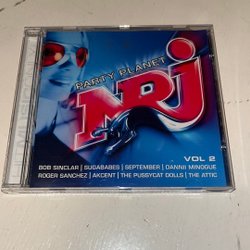 PARTY PLANET
NRJ
VOL 2
BOB SINCLAR | SUGABABES | SEPTEMBER | DANNII MINOGUE
ROGER SANCHEZ | AKCENT | THE PUSSYCAT DOLLS | THE ATTIC